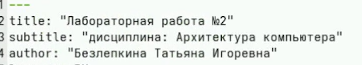 1 ---
2 title: "Лабораторная работа №2"
3 subtitle: "дисциплина: Архитектура компьютера"
4 author: "Безлепкина Татьяна Игоревна"